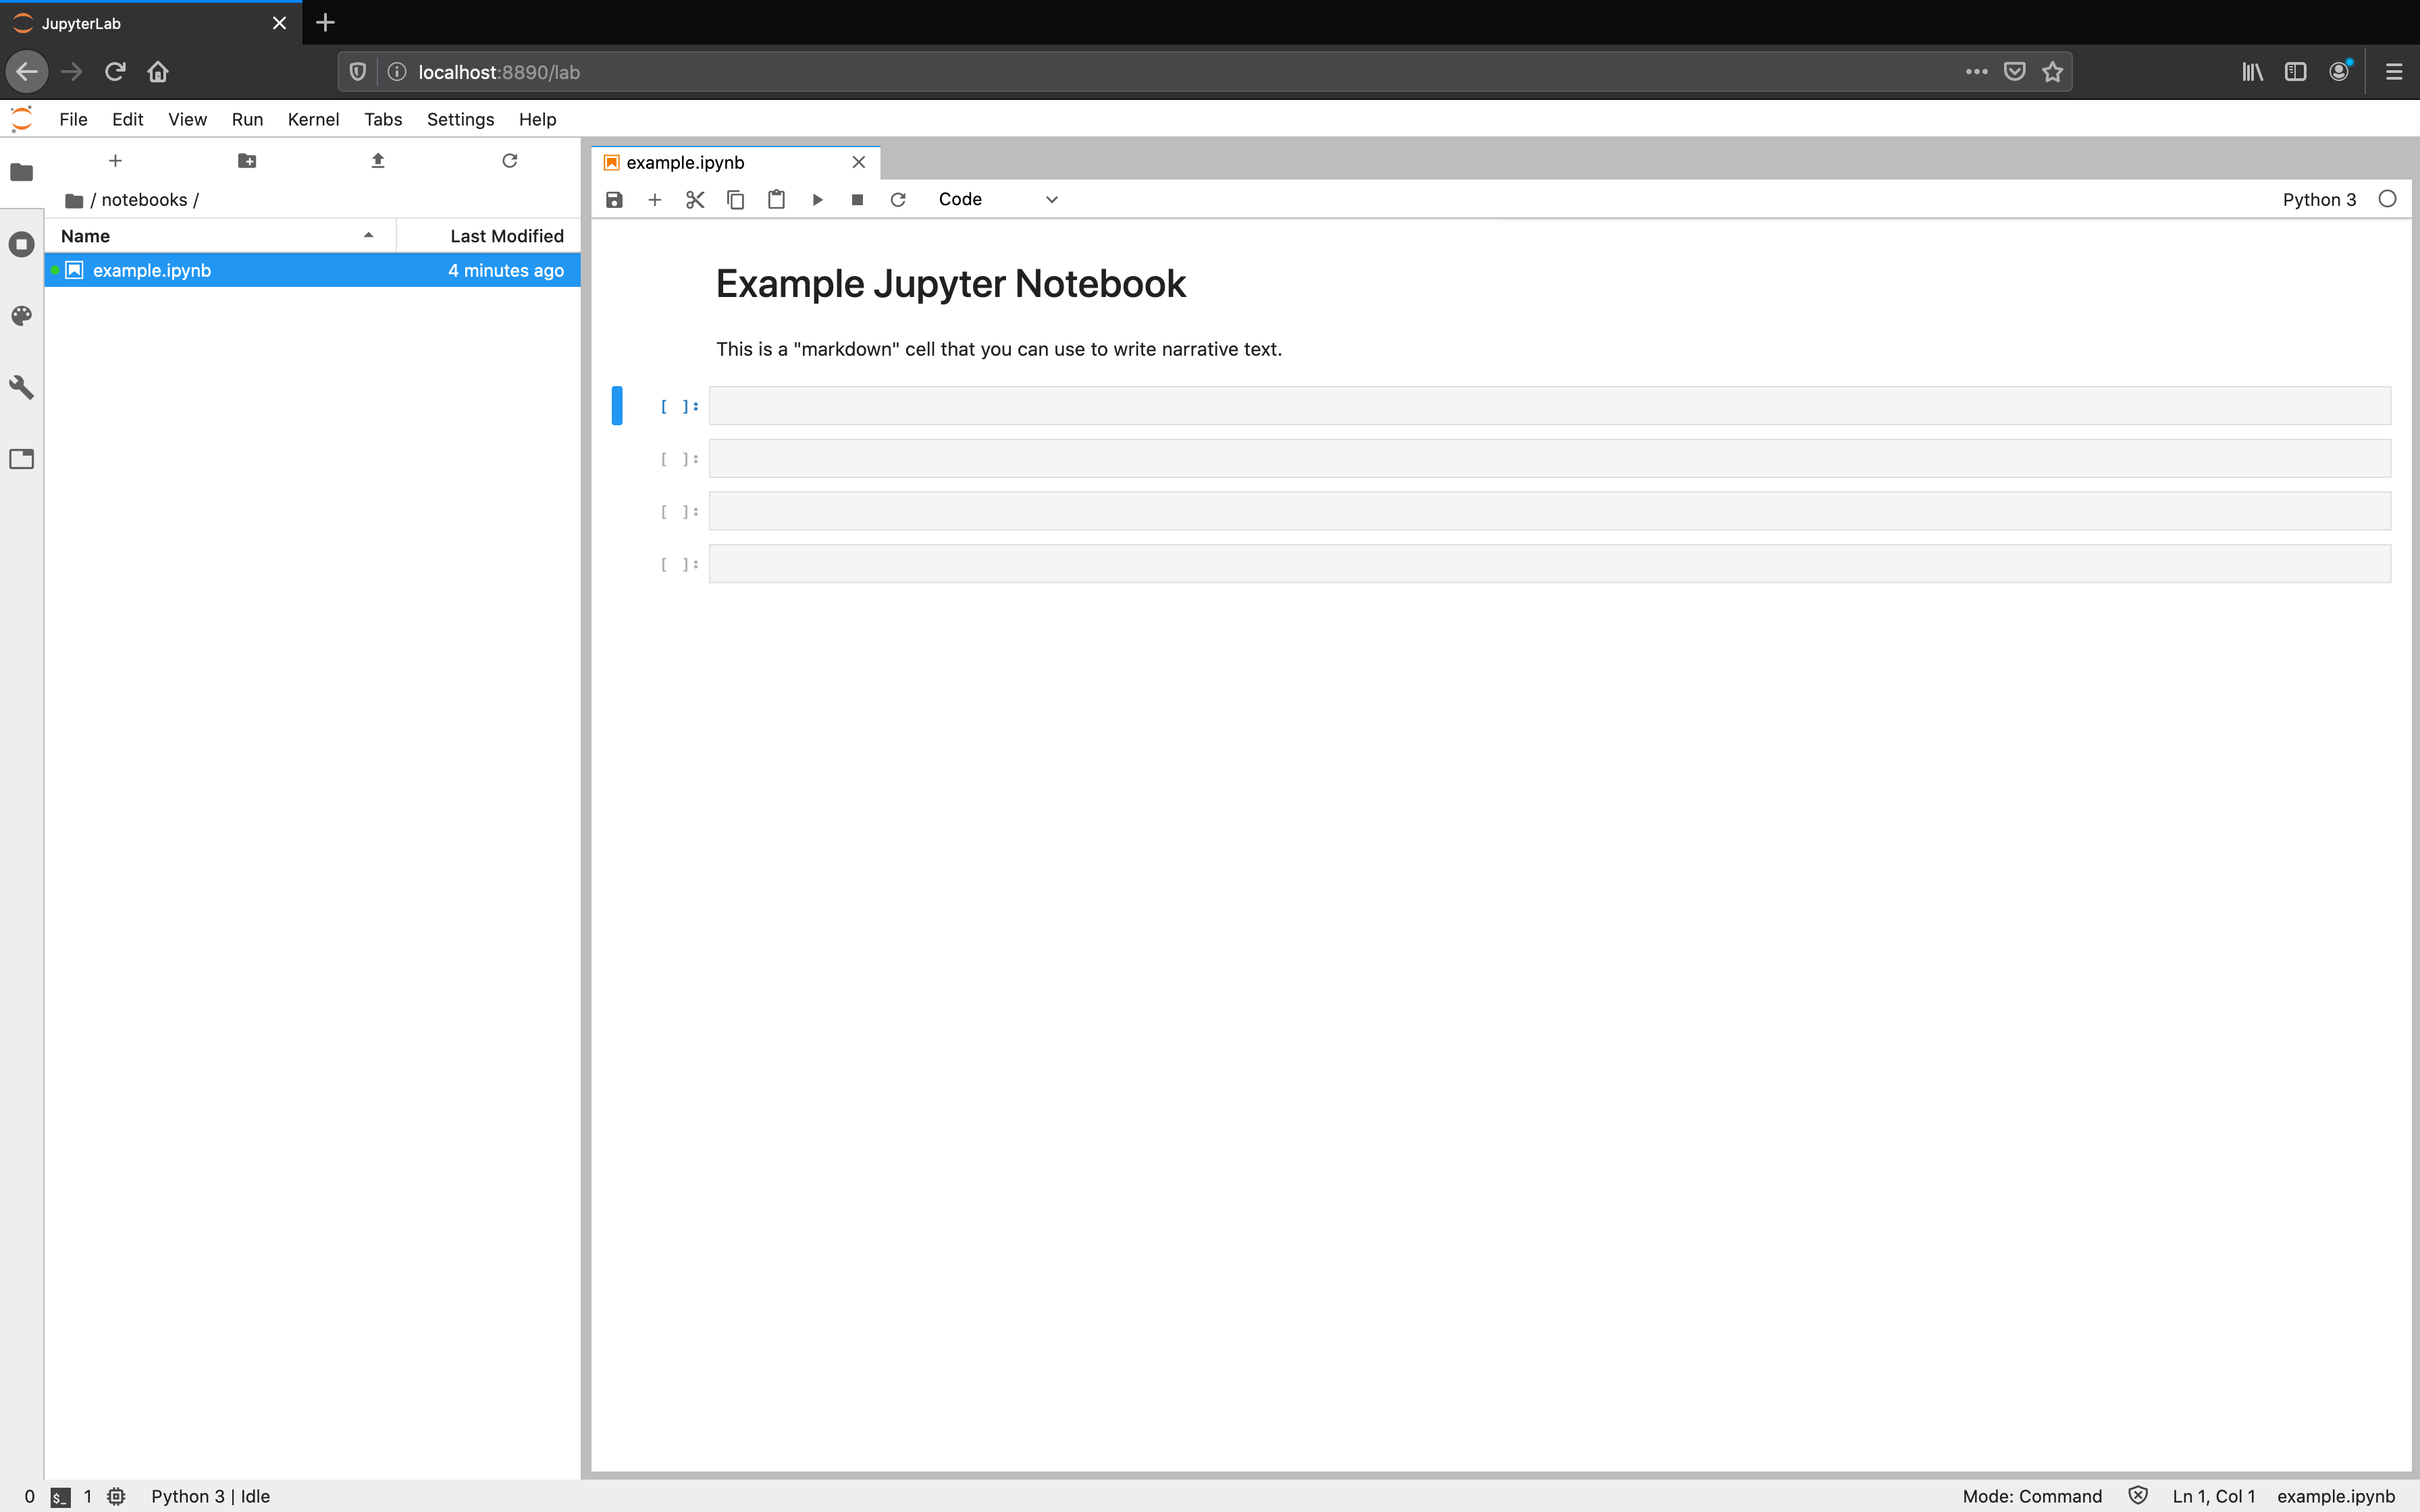 JupyterLab
localhost:8890/lab
File Edit View Run Kernel Tabs Settings Help
/ notebooks /
Name Last Modified
example.ipynb 4 minutes ago
example.ipynb
Code Python 3
Example Jupyter Notebook
This is a "markdown" cell that you can use to write narrative text.
[ ]:
[ ]:
[ ]:
[ ]:
0 $_ 1 Python 3 | Idle Mode: Command Ln 1, Col 1 example.ipynb